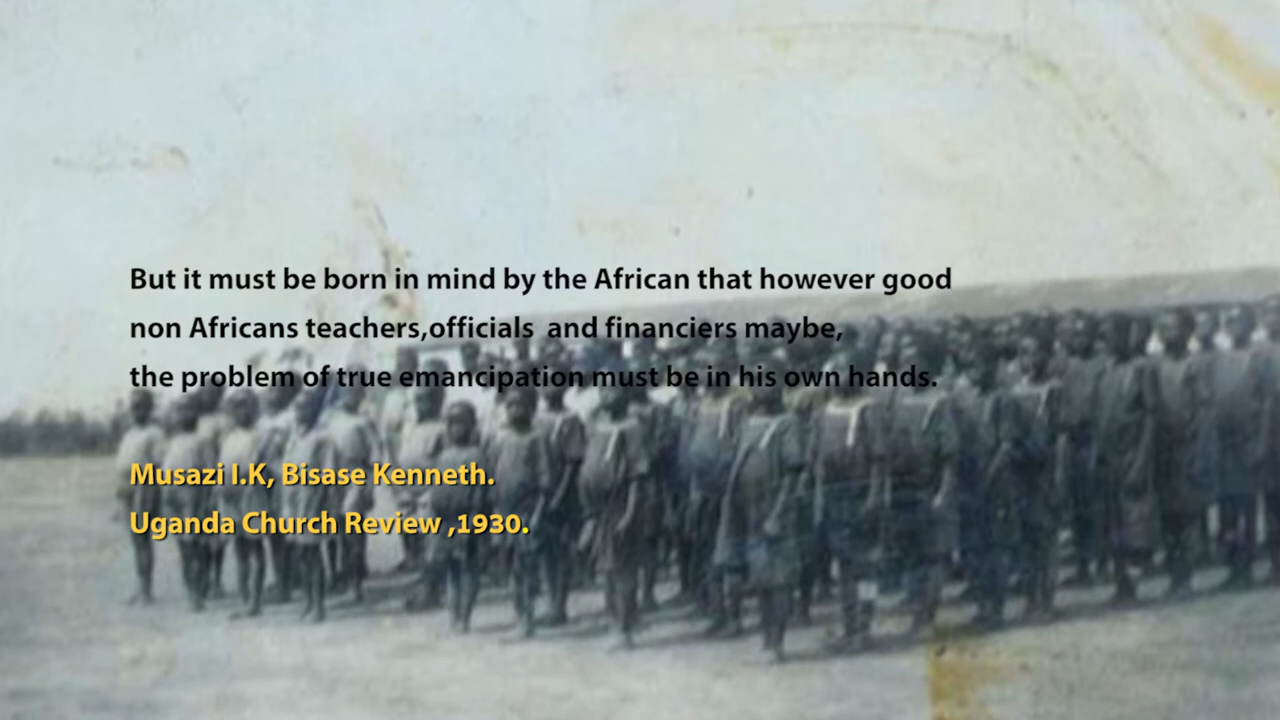 But it must be born in mind by the African that however good
non Africans teachers,officials  and financiers maybe,
the problem of true emancipation must be in his own hands.
Musazi I.K, Bisase Kenneth.
Uganda Church Review ,1930.